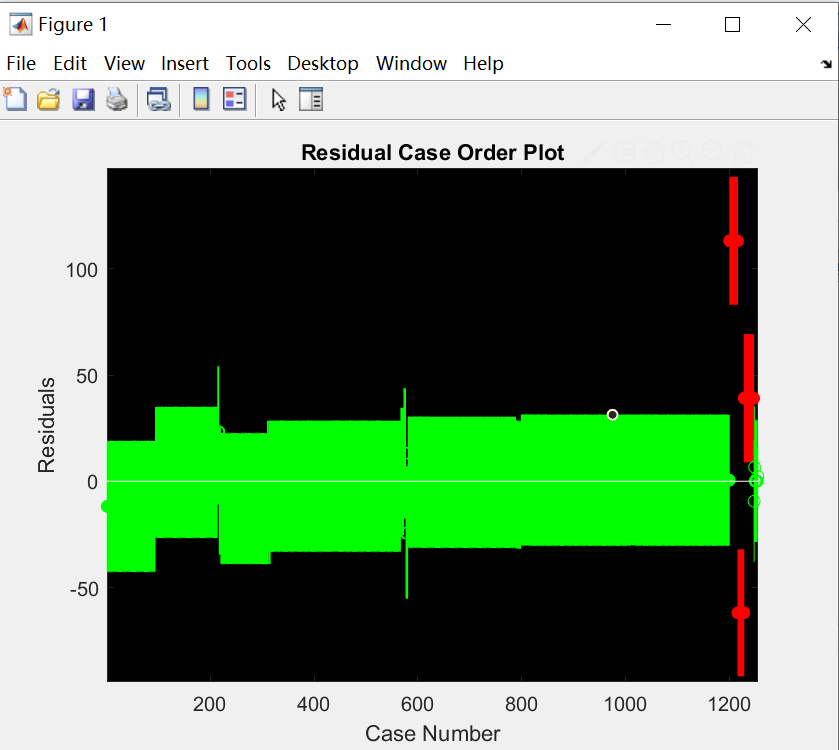 Figure 1
File Edit View Insert Tools Desktop Window Help
Residual Case Order Plot
100
50
0
-50
Residuals
200 400 600 800 1000 1200
Case Number